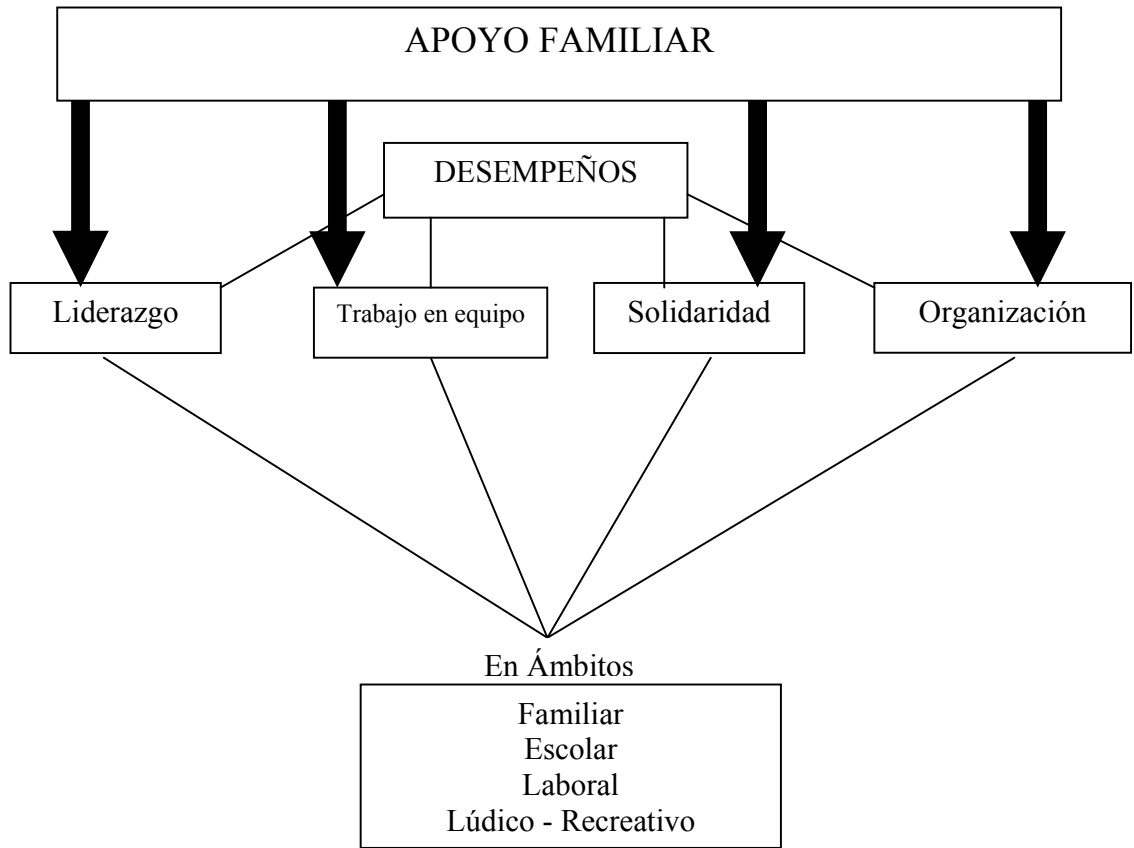 APOYO FAMILIAR
DESEMPEÑOS
Liderazgo
Trabajo en equipo
Solidaridad
Organización
En Ámbitos
Familiar
Escolar
Laboral
Lúdico - Recreativo